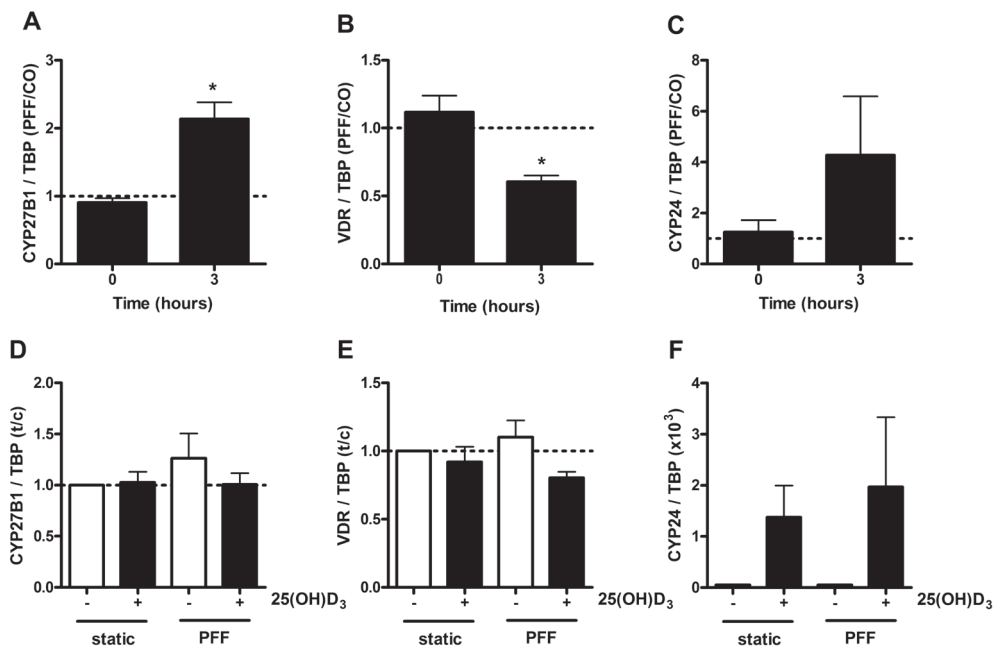 A
CYP27B1 / TBP (PFF/CO)
3
2
1
0
*
0 3
Time (hours)
B
VDR / TBP (PFF/CO)
1.5
1.0
0.5
0.0
*
0 3
Time (hours)
C
CYP24 / TBP (PFF/CO)
8
6
4
2
0
0 3
Time (hours)
D
CYP27B1 / TBP (t/c)
2.0
1.5
1.0
0.5
0.0
- + - + 25(OH)D₃
static PFF
E
VDR / TBP (t/c)
1.5
1.0
0.5
0.0
- + - + 25(OH)D₃
static PFF
F
CYP24 / TBP (x10³)
4
3
2
1
0
- + - + 25(OH)D₃
static PFF